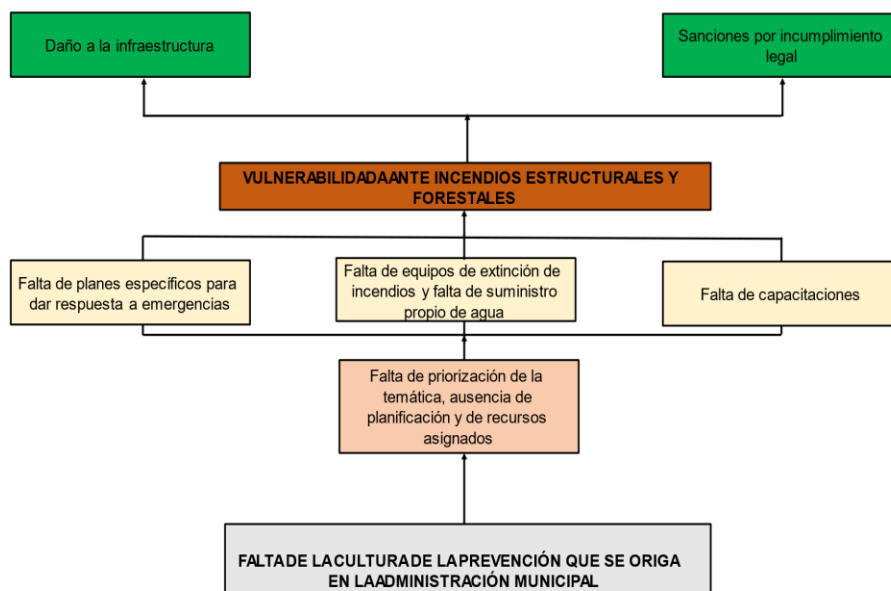 Daño a la infraestructura
Sanciones por incumplimiento
legal
VULNERABILIDADAANTE INCENDIOS ESTRUCTURALES Y
FORESTALES
Falta de planes específicos para
dar respuesta a emergencias
Falta de equipos de extinción de
incendios y falta de suministro
propio de agua
Falta de capacitaciones
Falta de priorización de la
temática, ausencia de
planificación y de recursos
asignados
FALTADE LACULTURADE LAPREVENCIÓN QUE SE ORIGA
EN LAADMINISTRACIÓN MUNICIPAL